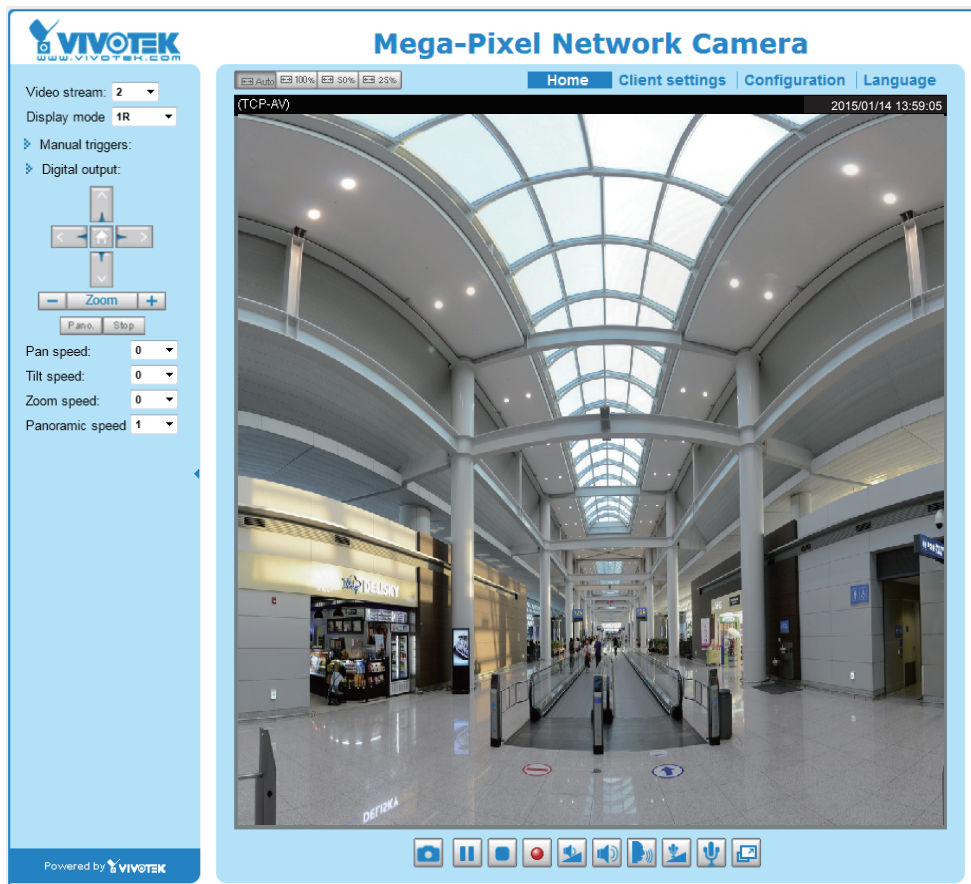 VIVOTEK
www.vivotek.com
Mega-Pixel Network Camera
Auto 100% 50% 25%
Home Client settings Configuration Language
Video stream: 2
Display mode 1R
Manual triggers:
Digital output:
Zoom
Pano. Stop
Pan speed: 0
Tilt speed: 0
Zoom speed: 0
Panoramic speed 1
Powered by VIVOTEK
(TCP-AV) 2015/01/14 13:59:05
DELISKY